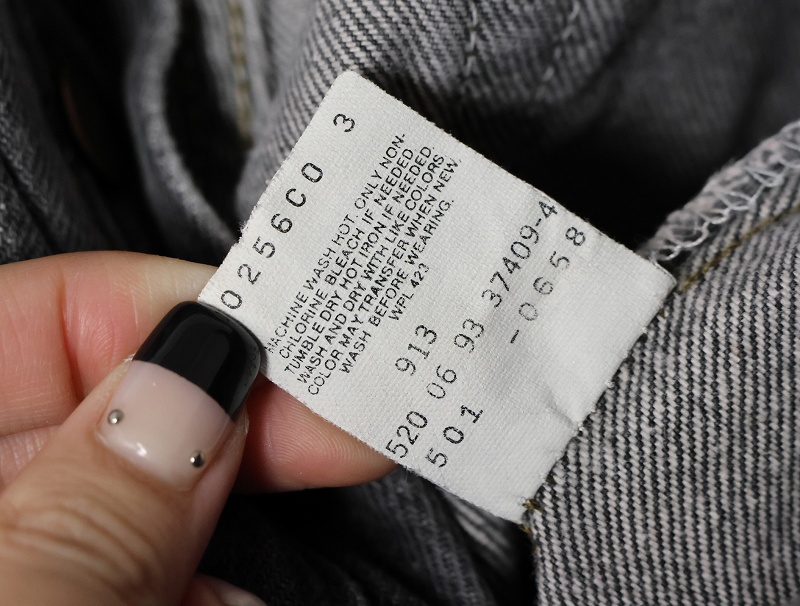 0256C0 3
MACHINE WASH HOT, ONLY NON-
CHLORINE BLEACH IF NEEDED
TUMBLE DRY HOT IRON IF NEEDED.
WASH AND DRY WITH LIKE COLORS.
COLOR MAY TRANSFER WHEN NEW.
WASH BEFORE WEARING.
WPL 423
913
520 06 93 37409-4
501 -0658